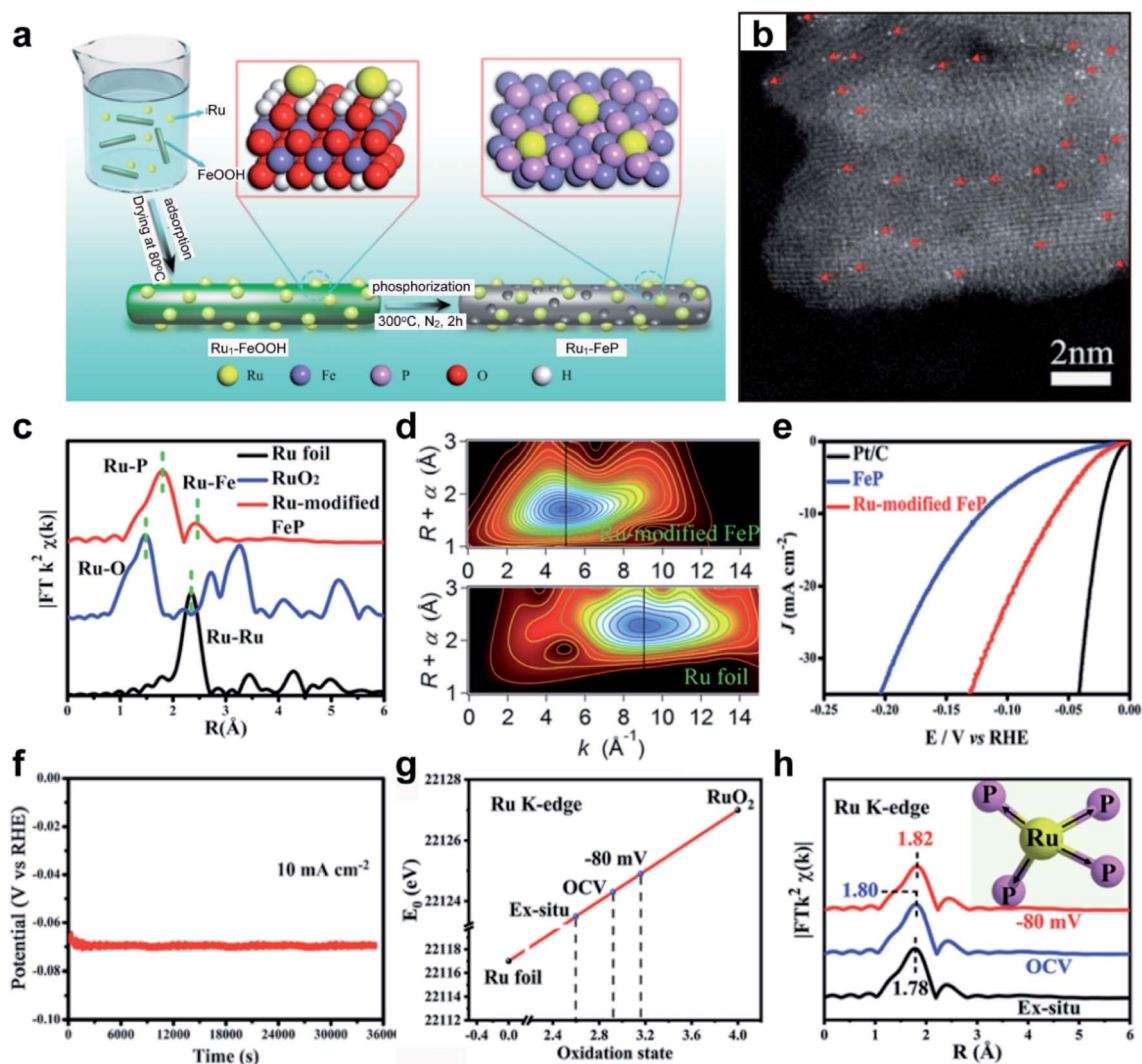 a
Ru
FeOOH
Drying at 80°C
adsorption
phosphorization
300°C, N₂, 2h
Ru₁-FeOOH
Ru₁-FeP
Ru
Fe
P
O
H
b
2nm
c
Ru-P
Ru-Fe
Ru foil
RuO₂
Ru-modified
FeP
Ru-O
Ru-Ru
|FT k² χ(k)|
0 1 2 3 4 5 6
R(Å)
d
3
2
1
Ru-modified FeP
0 2 4 6 8 10 12 14
3
2
1
Ru foil
R + α (Å)
R + α (Å)
0 2 4 6 8 10 12 14
k (Å⁻¹)
e
Pt/C
FeP
Ru-modified FeP
0
-10
-20
-30
J (mA cm⁻²)
-0.25 -0.20 -0.15 -0.10 -0.05 0.00
E / V vs RHE
f
0.00
-0.02
-0.04
-0.06
-0.08
-0.10
10 mA cm⁻²
Potential (V vs RHE)
0 6000 12000 18000 24000 30000 36000
Time (s)
g
22128
22126
22124
22118
22116
22114
22112
Ru K-edge
RuO₂
-80 mV
OCV
Ex-situ
Ru foil
E₀ (eV)
-0.4 0.0 2.2 2.8 3.4 4.0
Oxidation state
h
Ru K-edge
P
P
Ru
P
P
1.82
1.80
-80 mV
OCV
1.78
Ex-situ
|FTk² χ(k)|
0 1 2 3 4 5 6
R (Å)